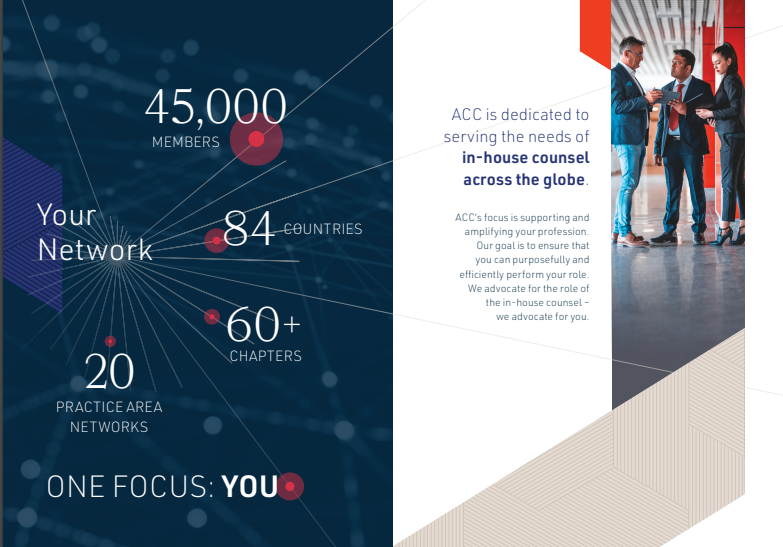 45,000
MEMBERS
Your
Network
84 COUNTRIES
60+
CHAPTERS
20
PRACTICE AREA
NETWORKS
ONE FOCUS: YOU
ACC is dedicated to
serving the needs of
in-house counsel
across the globe.
ACC's focus is supporting and
amplifying your profession.
Our goal is to ensure that
you can purposefully and
efficiently perform your role.
We advocate for the role of
the in-house counsel –
we advocate for you.